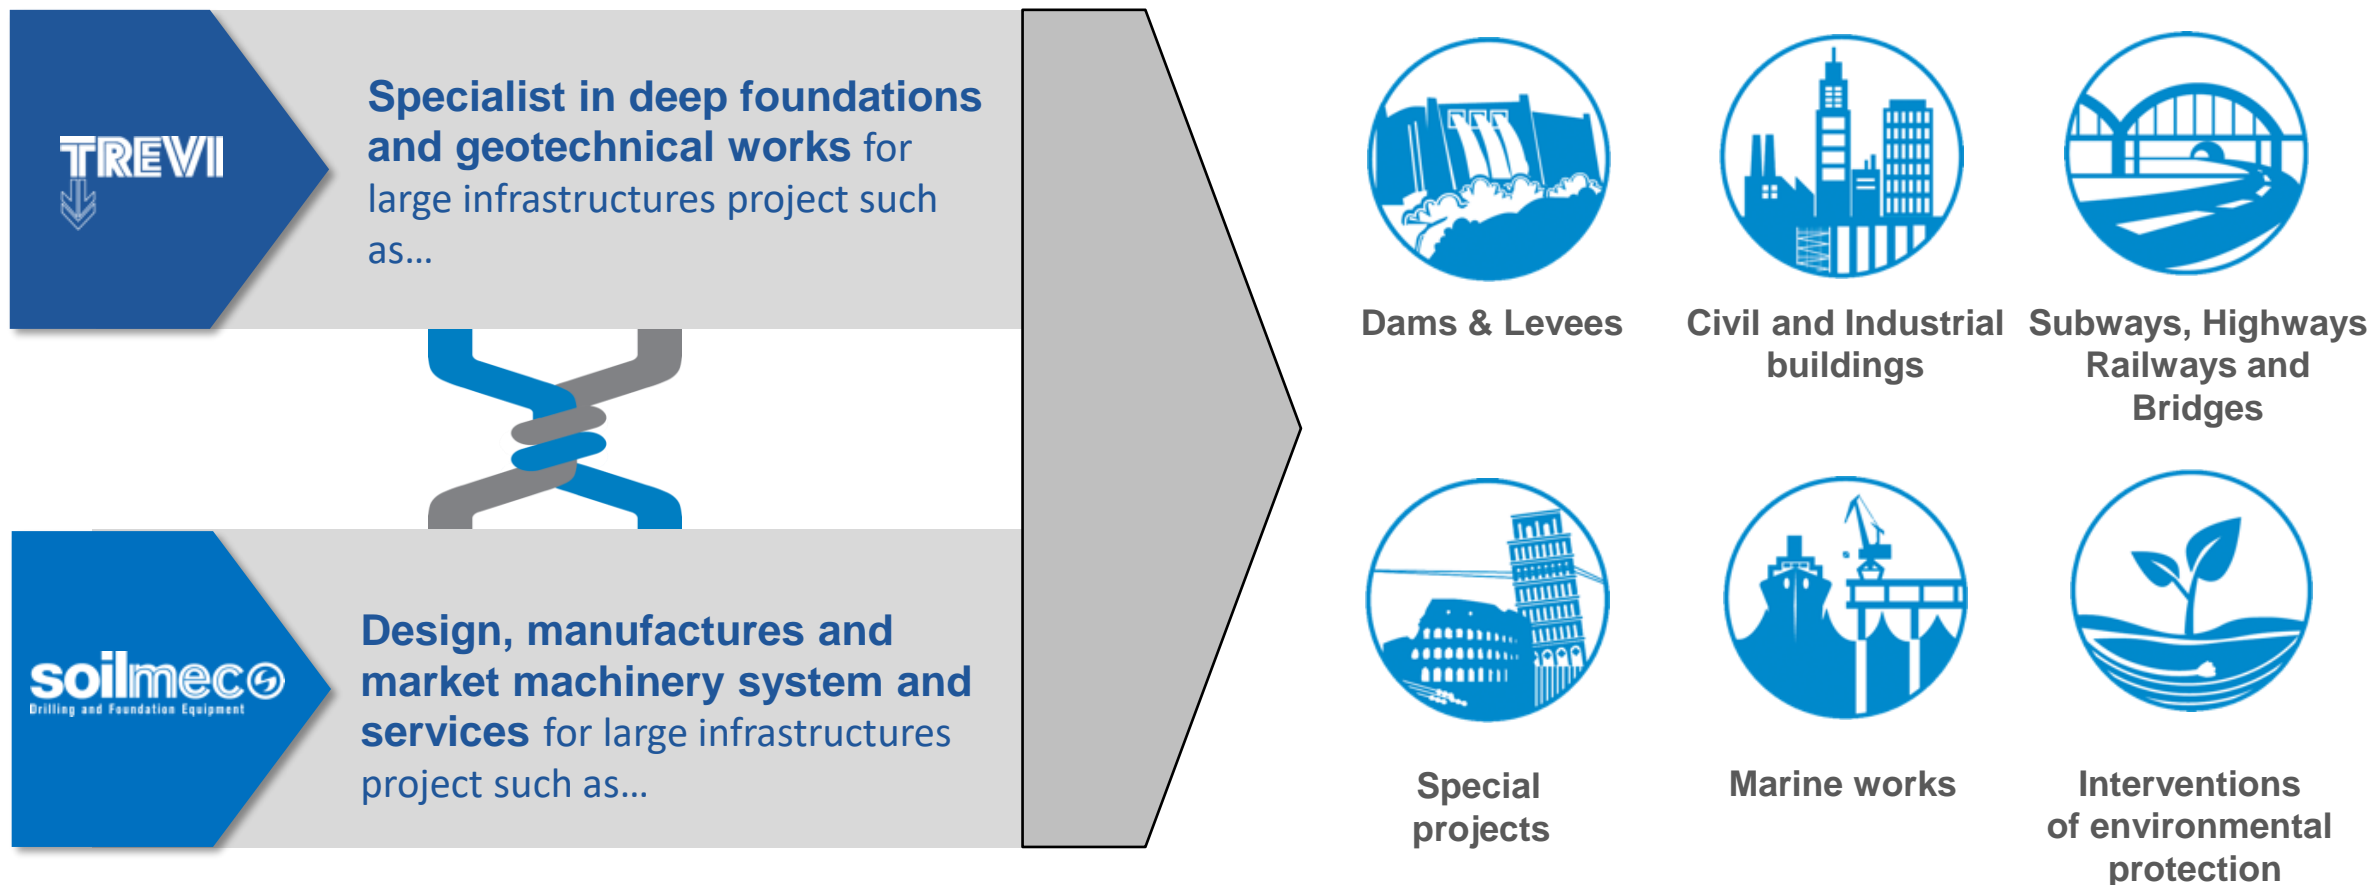 TREVI
Specialist in deep foundations
and geotechnical works for
large infrastructures project such
as...
soilmec
Drilling and Foundation Equipment
Design, manufactures and
market machinery system and
services for large infrastructures
project such as...
Dams & Levees
Civil and Industrial
buildings
Subways, Highways
Railways and
Bridges
Special
projects
Marine works
Interventions
of environmental
protection